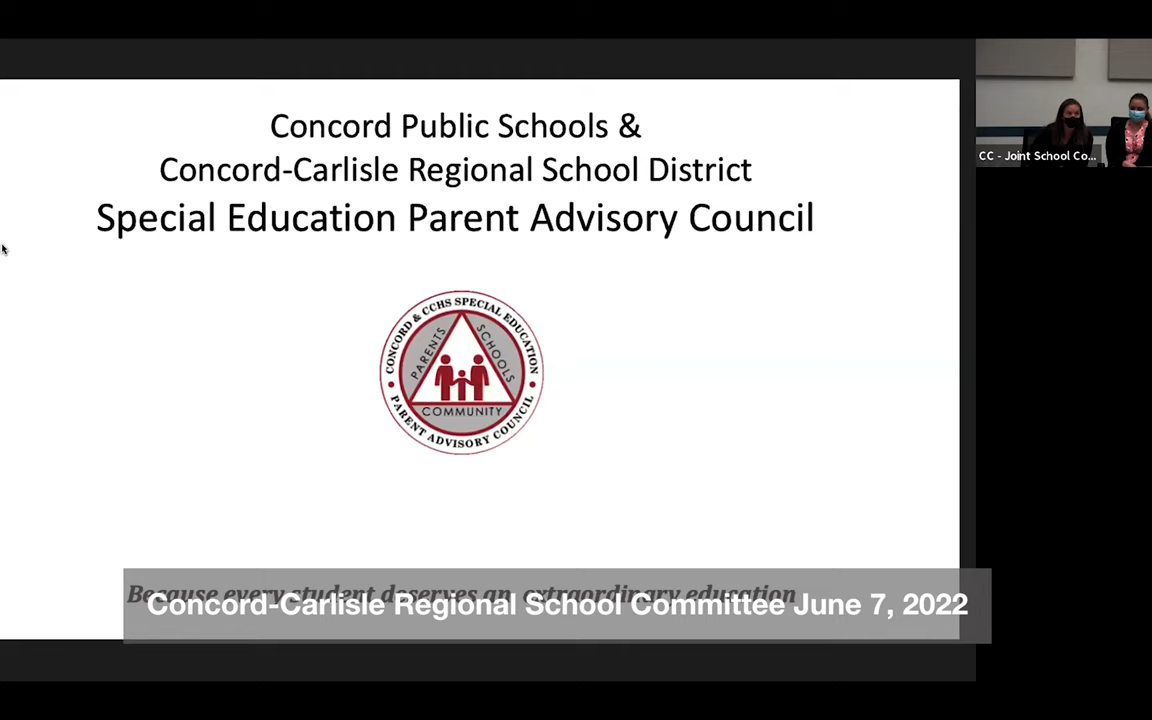 Concord Public Schools &
Concord-Carlisle Regional School District
Special Education Parent Advisory Council
CONCORD & CCHS SPECIAL EDUCATION
PARENTS
SCHOOLS
COMMUNITY
PARENT ADVISORY COUNCIL
Because every student deserves an extraordinary education
Concord-Carlisle Regional School Committee June 7, 2022
CC - Joint School Co...